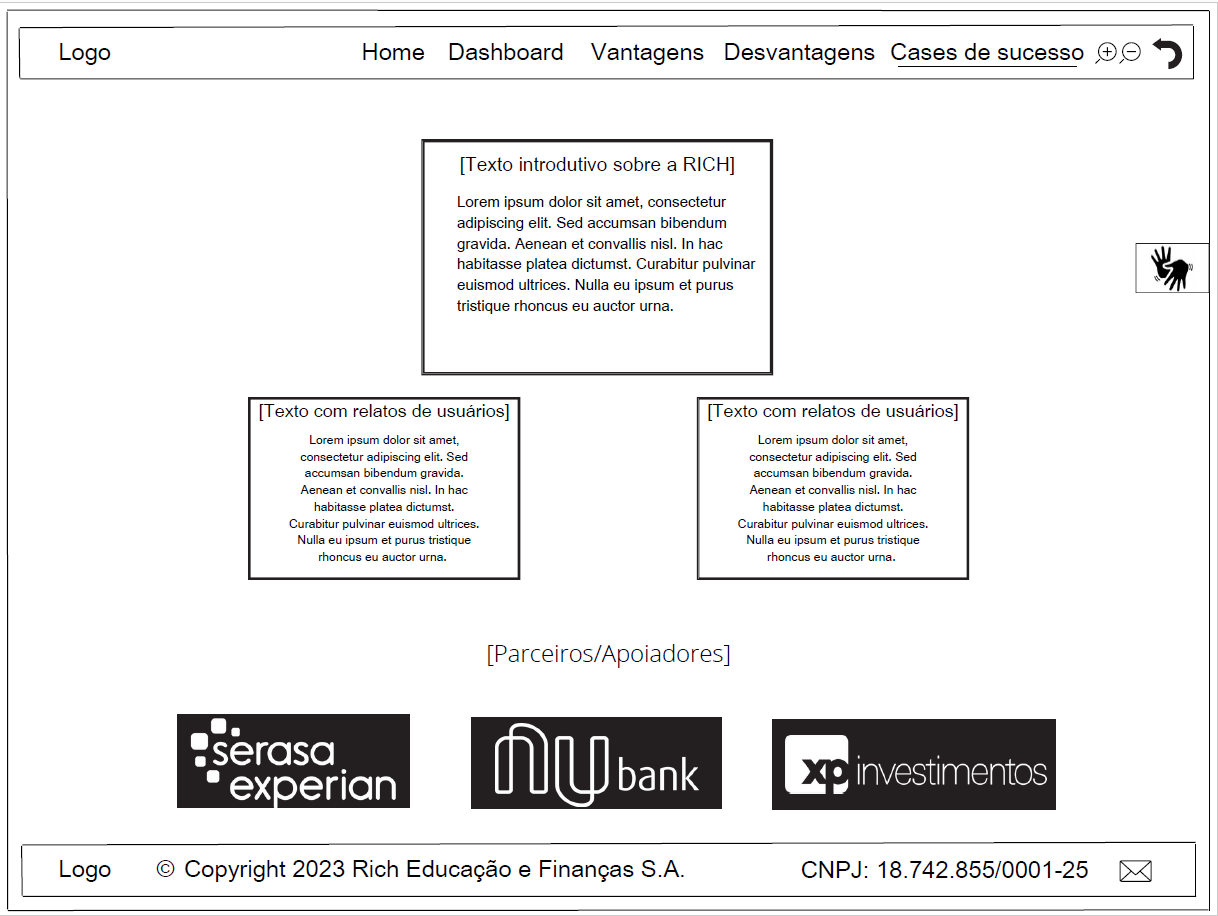 Logo Home Dashboard Vantagens Desvantagens Cases de sucesso
[Texto introdutivo sobre a RICH]
Lorem ipsum dolor sit amet, consectetur
adipiscing elit. Sed accumsan bibendum
gravida. Aenean et convallis nisl. In hac
habitasse platea dictumst. Curabitur pulvinar
euismod ultrices. Nulla eu ipsum et purus
tristique rhoncus eu auctor urna.
[Texto com relatos de usuários]
Lorem ipsum dolor sit amet,
consectetur adipiscing elit. Sed
accumsan bibendum gravida.
Aenean et convallis nisl. In hac
habitasse platea dictumst.
Curabitur pulvinar euismod ultrices.
Nulla eu ipsum et purus tristique
rhoncus eu auctor urna.
[Texto com relatos de usuários]
Lorem ipsum dolor sit amet,
consectetur adipiscing elit. Sed
accumsan bibendum gravida.
Aenean et convallis nisl. In hac
habitasse platea dictumst.
Curabitur pulvinar euismod ultrices.
Nulla eu ipsum et purus tristique
rhoncus eu auctor urna.
[Parceiros/Apoiadores]
serasa
experian
nu bank
xp investimentos
Logo © Copyright 2023 Rich Educação e Finanças S.A. CNPJ: 18.742.855/0001-25